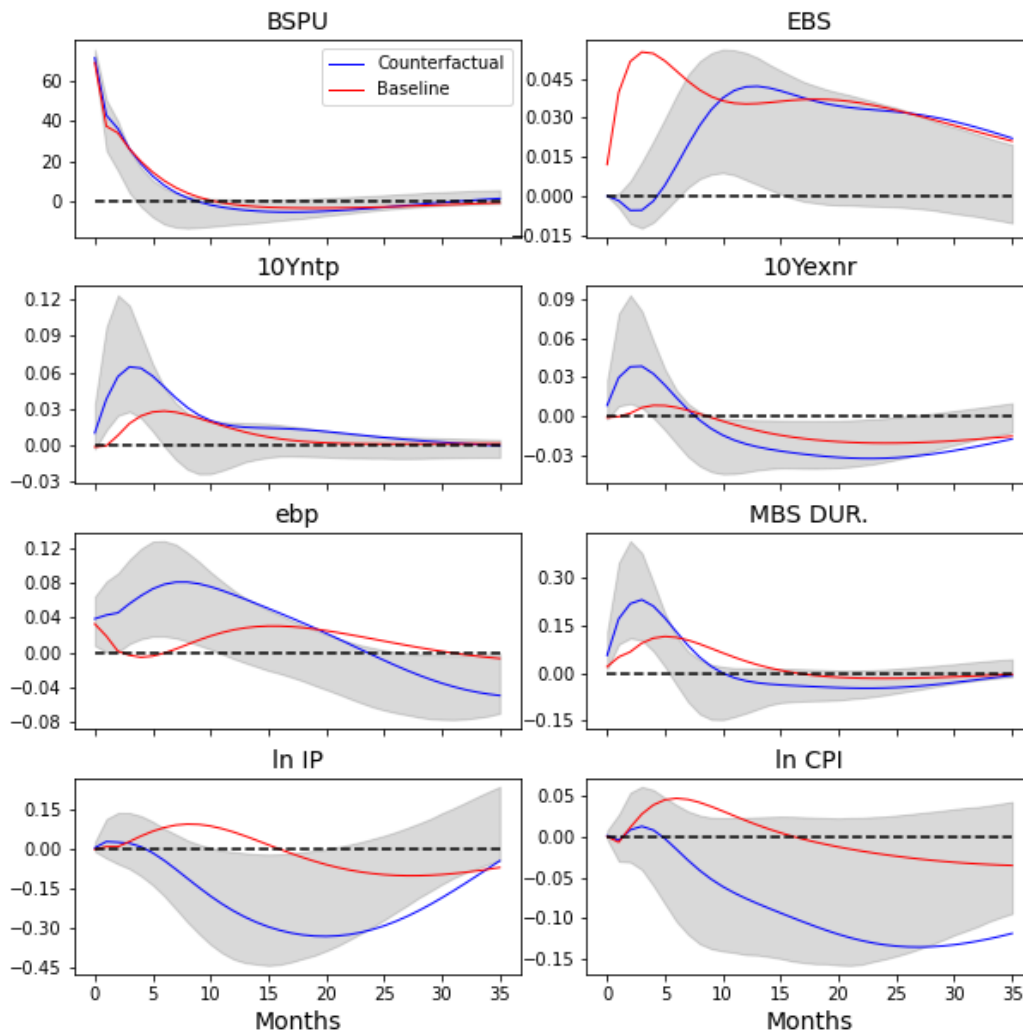 BSPU
60
40
20
0
Counterfactual
Baseline
EBS
0.045
0.030
0.015
0.000
−0.015
10Yntp
0.12
0.09
0.06
0.03
0.00
−0.03
10Yexnr
0.09
0.06
0.03
0.00
−0.03
ebp
0.12
0.08
0.04
0.00
−0.04
−0.08
MBS DUR.
0.30
0.15
0.00
−0.15
ln IP
0.15
0.00
−0.15
−0.30
−0.45
0 5 10 15 20 25 30 35
Months
ln CPI
0.05
0.00
−0.05
−0.10
−0.15
0 5 10 15 20 25 30 35
Months